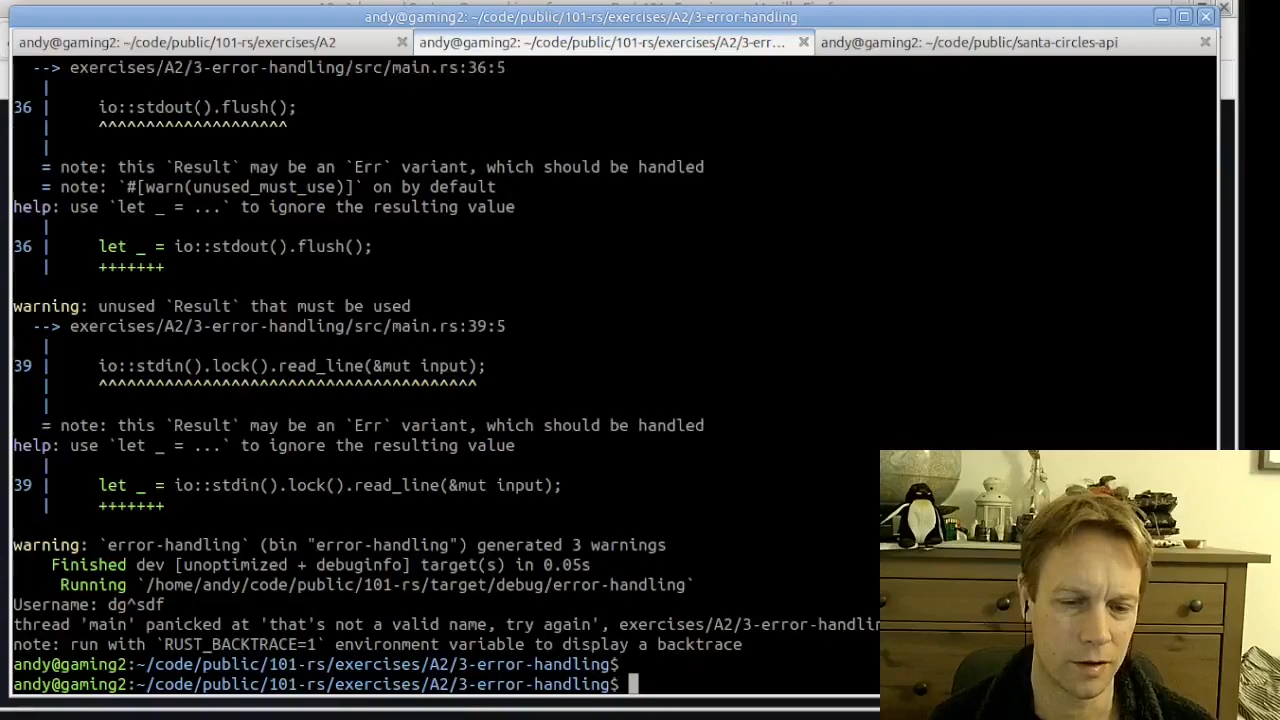 andy@gaming2: ~/code/public/101-rs/exercises/A2/3-error-handling
andy@gaming2: ~/code/public/101-rs/exercises/A2
andy@gaming2: ~/code/public/101-rs/exercises/A2/3-err...
andy@gaming2: ~/code/public/santa-circles-api
--> exercises/A2/3-error-handling/src/main.rs:36:5
|
36 | io::stdout().flush();
| ^^^^^^^^^^^^^^^^^^^^
|
= note: this `Result` may be an `Err` variant, which should be handled
= note: `#[warn(unused_must_use)]` on by default
help: use `let _ = ...` to ignore the resulting value
|
36 | let _ = io::stdout().flush();
| +++++++
warning: unused `Result` that must be used
--> exercises/A2/3-error-handling/src/main.rs:39:5
|
39 | io::stdin().lock().read_line(&mut input);
| ^^^^^^^^^^^^^^^^^^^^^^^^^^^^^^^^^^^^^^^^
|
= note: this `Result` may be an `Err` variant, which should be handled
help: use `let _ = ...` to ignore the resulting value
|
39 | let _ = io::stdin().lock().read_line(&mut input);
| +++++++
warning: `error-handling` (bin "error-handling") generated 3 warnings
Finished dev [unoptimized + debuginfo] target(s) in 0.05s
Running `/home/andy/code/public/101-rs/target/debug/error-handling`
Username: dg^sdf
thread 'main' panicked at 'that's not a valid name, try again', exercises/A2/3-error-handlin
note: run with `RUST_BACKTRACE=1` environment variable to display a backtrace
andy@gaming2:~/code/public/101-rs/exercises/A2/3-error-handling$
andy@gaming2:~/code/public/101-rs/exercises/A2/3-error-handling$